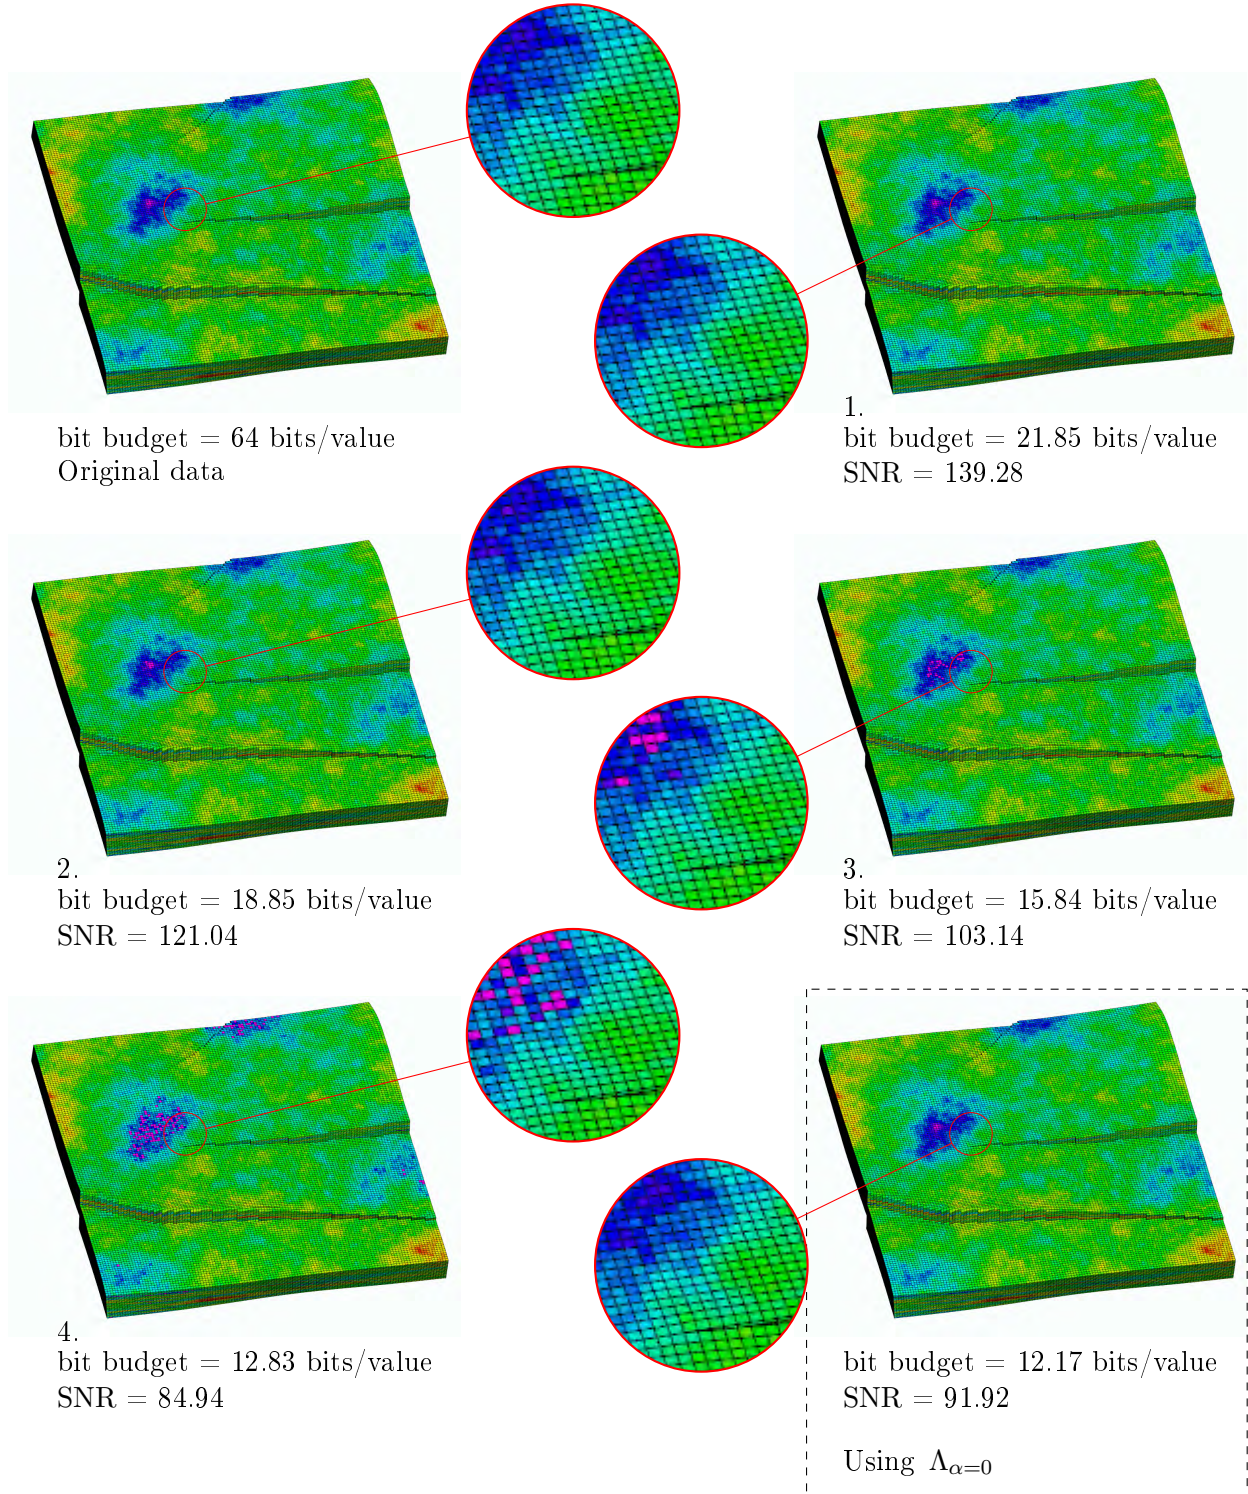 bit budget = 64 bits/value
Original data
1.
bit budget = 21.85 bits/value
SNR = 139.28
2.
bit budget = 18.85 bits/value
SNR = 121.04
3.
bit budget = 15.84 bits/value
SNR = 103.14
4.
bit budget = 12.83 bits/value
SNR = 84.94
bit budget = 12.17 bits/value
SNR = 91.92
Using Λα=0